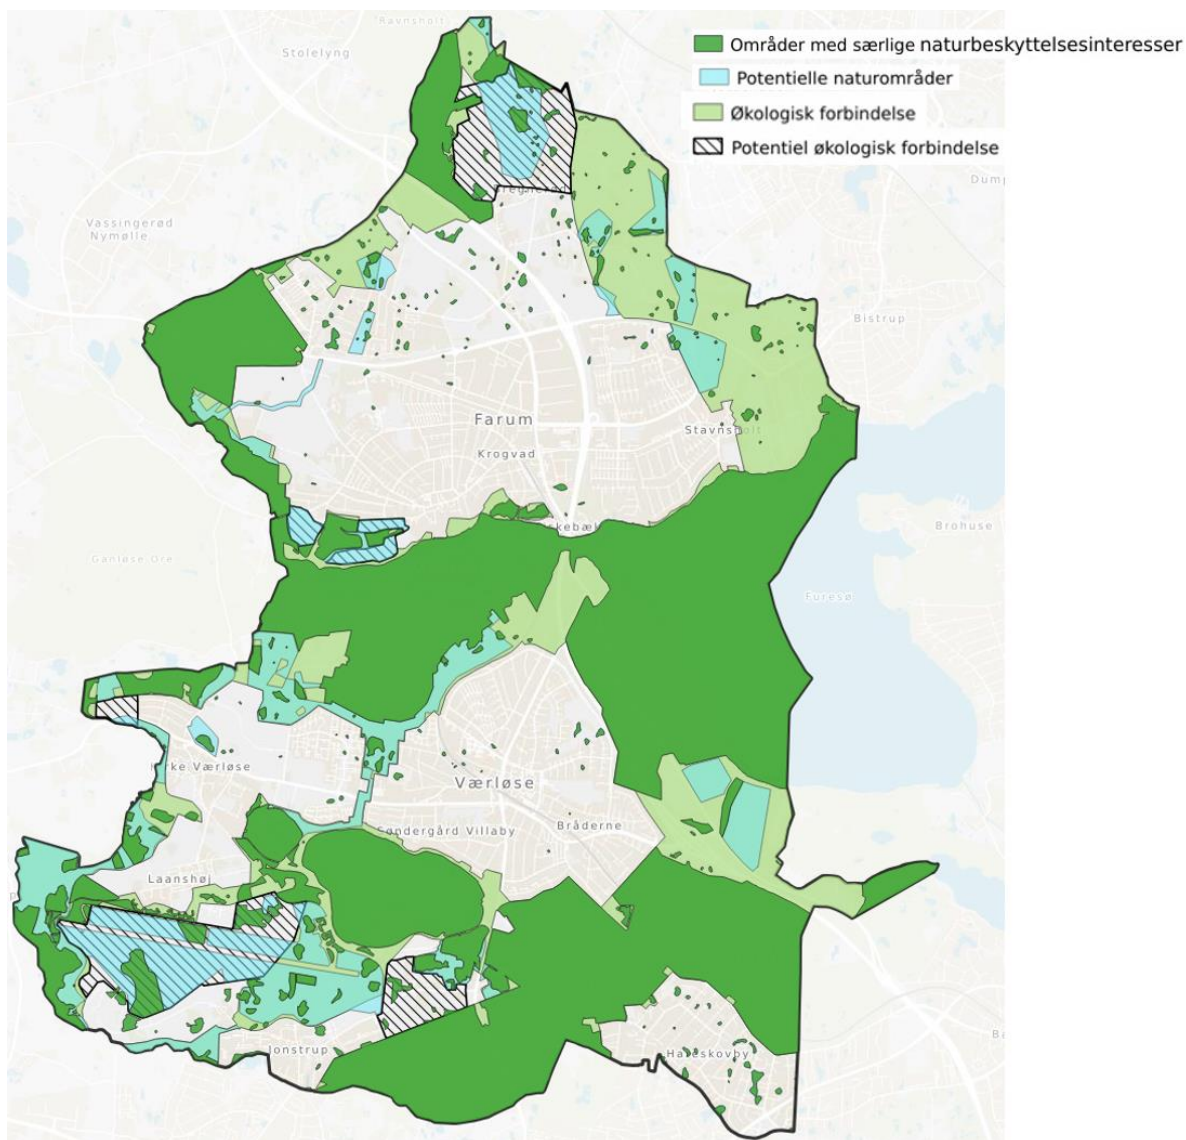 Ravnsholt
Stolelyng
Områder med særlige naturbeskyttelsesinteresser
Potentielle naturområder
Økologisk forbindelse
Potentiel økologisk forbindelse
Vassingerød
Nymølle
Bistrup
Farum
Stavnsholt
Krogvad
Brohuse
Ganløse Ore
Furesø
Værløse
Søndergård Villaby
Bråderne
Laanshøj
Jonstrup
Hareskovby